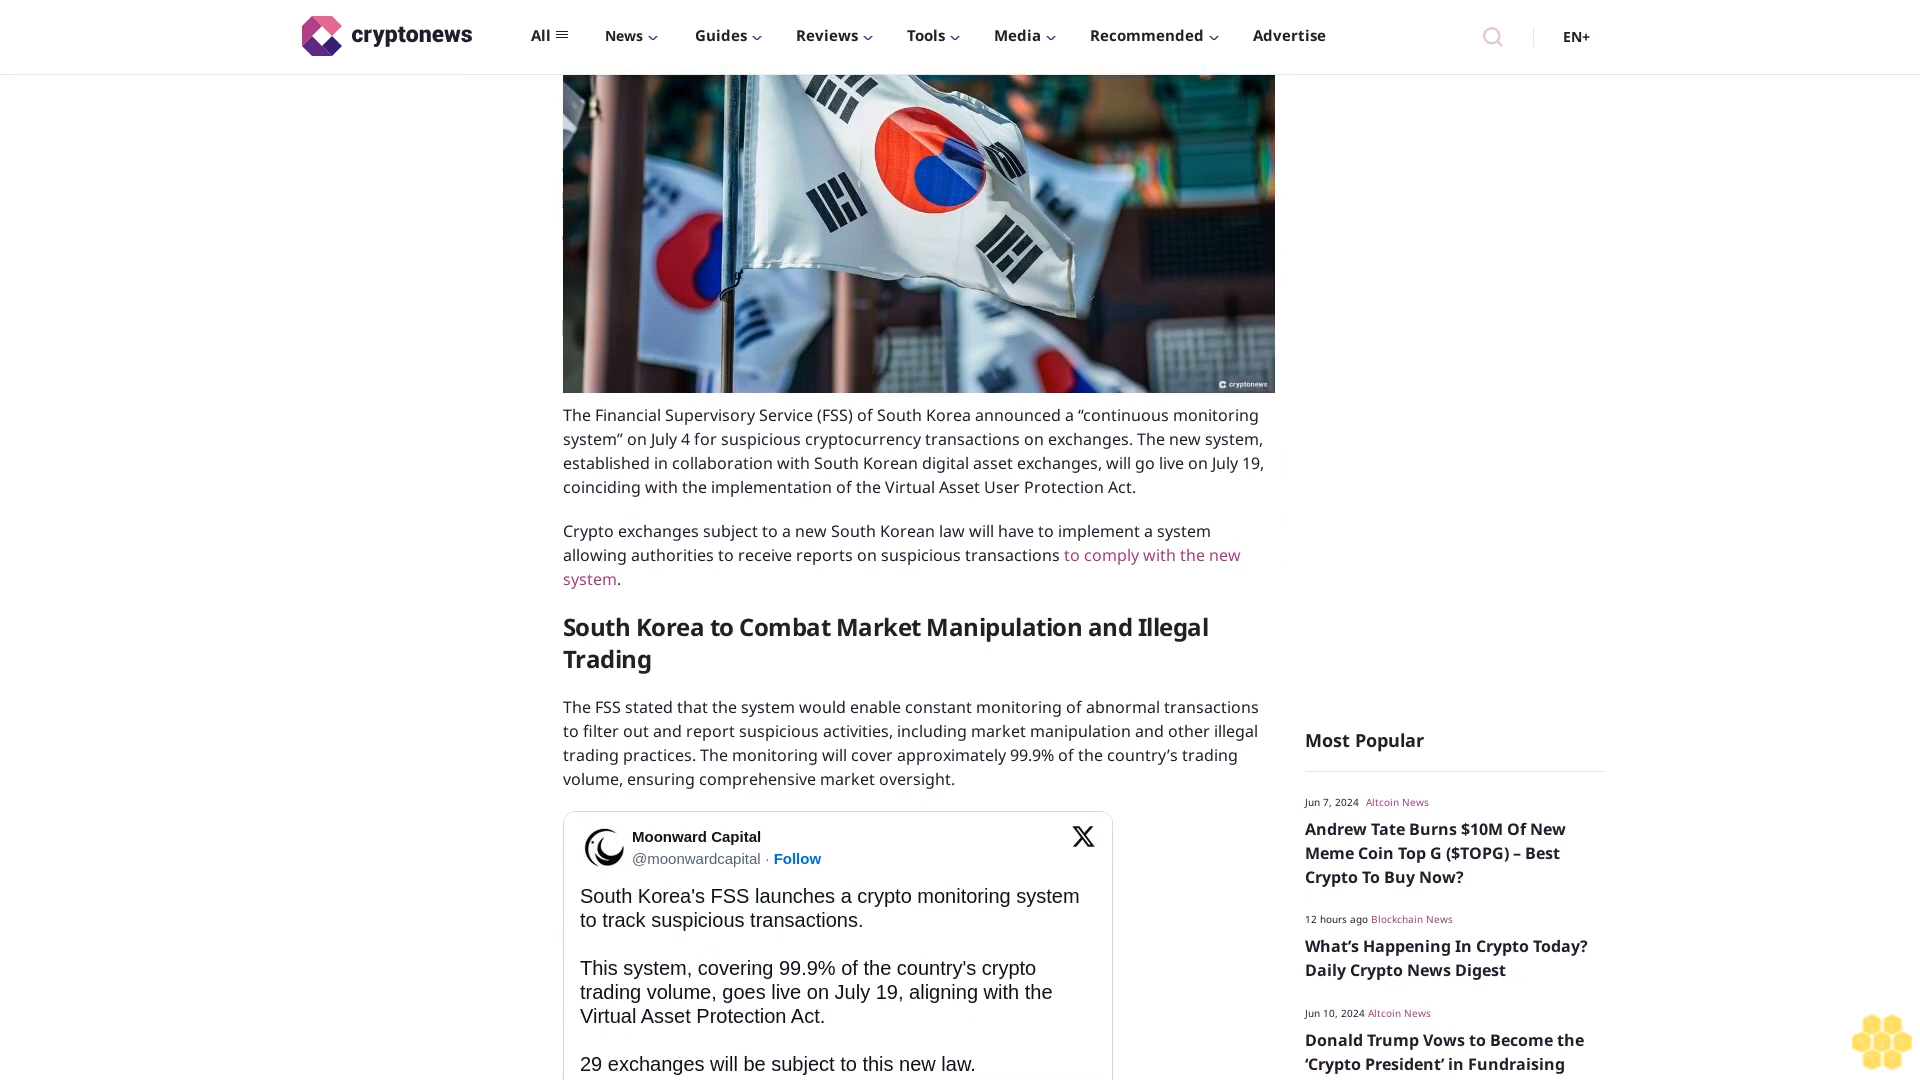 cryptonews
All
News
Guides
Reviews
Tools
Media
Recommended
Advertise
EN+
cryptonews
The Financial Supervisory Service (FSS) of South Korea announced a “continuous monitoring
system” on July 4 for suspicious cryptocurrency transactions on exchanges. The new system,
established in collaboration with South Korean digital asset exchanges, will go live on July 19,
coinciding with the implementation of the Virtual Asset User Protection Act.
Crypto exchanges subject to a new South Korean law will have to implement a system
allowing authorities to receive reports on suspicious transactions to comply with the new
system.
South Korea to Combat Market Manipulation and Illegal
Trading
The FSS stated that the system would enable constant monitoring of abnormal transactions
to filter out and report suspicious activities, including market manipulation and other illegal
trading practices. The monitoring will cover approximately 99.9% of the country’s trading
volume, ensuring comprehensive market oversight.
Moonward Capital
@moonwardcapital · Follow
South Korea's FSS launches a crypto monitoring system
to track suspicious transactions.
This system, covering 99.9% of the country's crypto
trading volume, goes live on July 19, aligning with the
Virtual Asset Protection Act.
29 exchanges will be subject to this new law.
Most Popular
Jun 7, 2024 Altcoin News
Andrew Tate Burns $10M Of New
Meme Coin Top G ($TOPG) – Best
Crypto To Buy Now?
12 hours ago Blockchain News
What’s Happening In Crypto Today?
Daily Crypto News Digest
Jun 10, 2024 Altcoin News
Donald Trump Vows to Become the
‘Crypto President’ in Fundraising